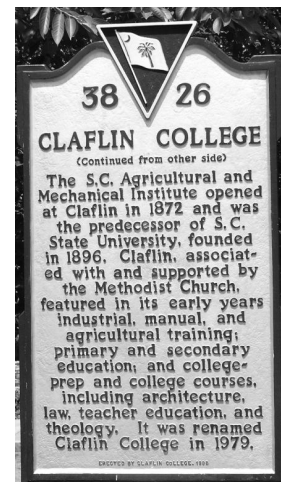 38 26
CLAFLIN COLLEGE
(Continued from other side)
The S.C. Agricultural and
Mechanical Institute opened
at Claflin in 1872 and was
the predecessor of S.C.
State University, founded
in 1896. Claflin, associat-
ed with and supported by
the Methodist Church,
featured in its early years
industrial, manual, and
agricultural training;
primary and secondary
education; and college-
prep and college courses,
including architecture,
law, teacher education, and
theology. It was renamed
Claflin College in 1979.
ERECTED BY CLAFLIN COLLEGE, 1998